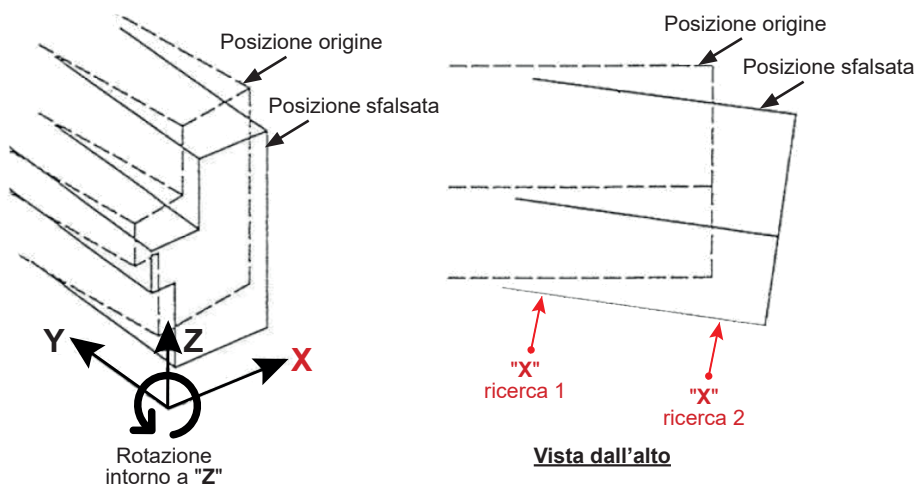 Posizione origine
Posizione sfalsata
Y
Z
X
Rotazione
intorno a "Z"
Posizione origine
Posizione sfalsata
"X"
ricerca 1
"X"
ricerca 2
Vista dall'alto